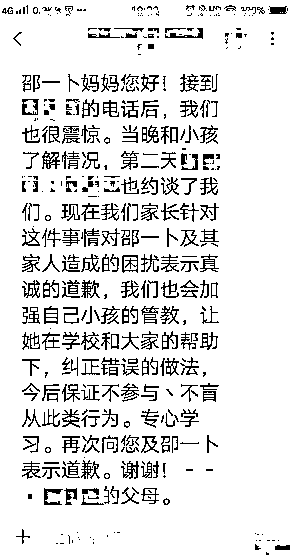 4G
邵一卜妈妈您好！接到
的电话后，我们
也很震惊。当晚和小孩
了解情况，第二天
也约谈了我
们。现在我们家长针对
这件事情对邵一卜及其
家人造成的困扰表示真
诚的道歉，我们也会加
强自己小孩的管教，让
她在学校和大家的帮助
下，纠正错误的做法，
今后保证不参与丶不盲
从此类行为。专心学
习。再次向您及邵一卜
表示道歉。谢谢！--
·的父母。